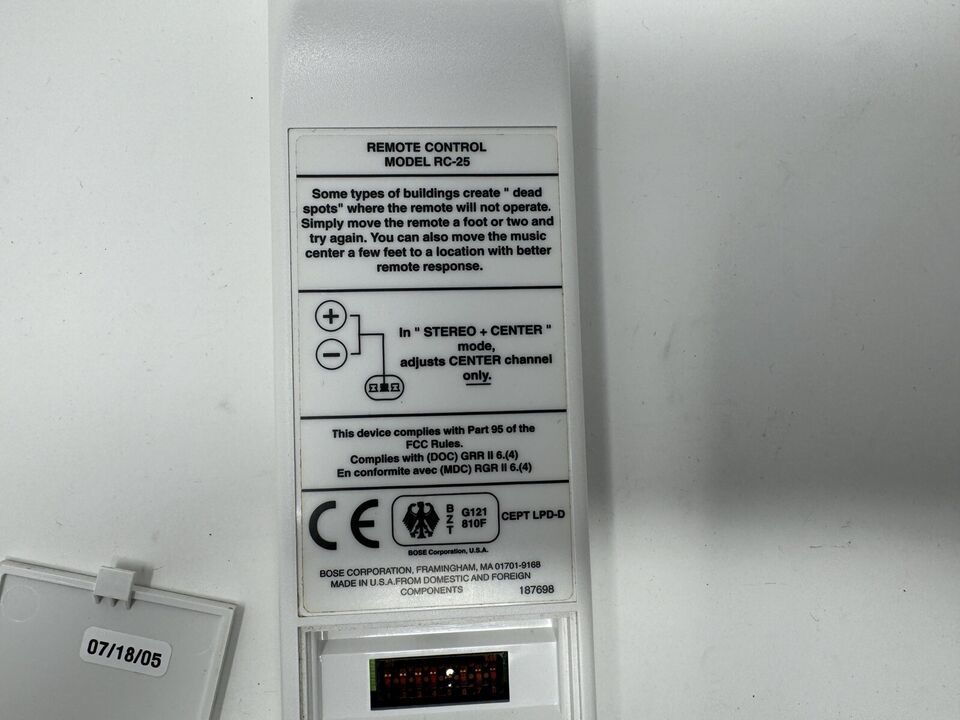 REMOTE CONTROL
MODEL RC-25
Some types of buildings create " dead
spots" where the remote will not operate.
Simply move the remote a foot or two and
try again. You can also move the music
center a few feet to a location with better
remote response.
+
−
In " STEREO + CENTER "
mode,
adjusts CENTER channel
only.
This device complies with Part 95 of the
FCC Rules.
Complies with (DOC) GRR II 6.(4)
En conformite avec (MDC) RGR II 6.(4)
CE
BZT
G121
810F
CEPT LPD-D
BOSE Corporation, U.S.A.
BOSE CORPORATION, FRAMINGHAM, MA 01701-9168
MADE IN U.S.A.FROM DOMESTIC AND FOREIGN
COMPONENTS
187698
07/18/05